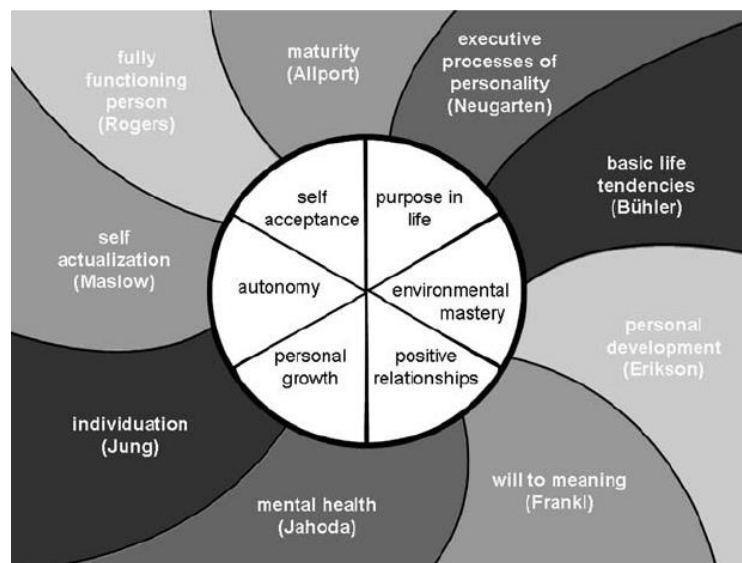 fully
functioning
person
(Rogers)
maturity
(Allport)
executive
processes of
personality
(Neugarten)
basic life
tendencies
(Bühler)
self
actualization
(Maslow)
self
acceptance
purpose in
life
autonomy
environmental
mastery
personal
growth
positive
relationships
personal
development
(Erikson)
individuation
(Jung)
mental health
(Jahoda)
will to meaning
(Frankl)